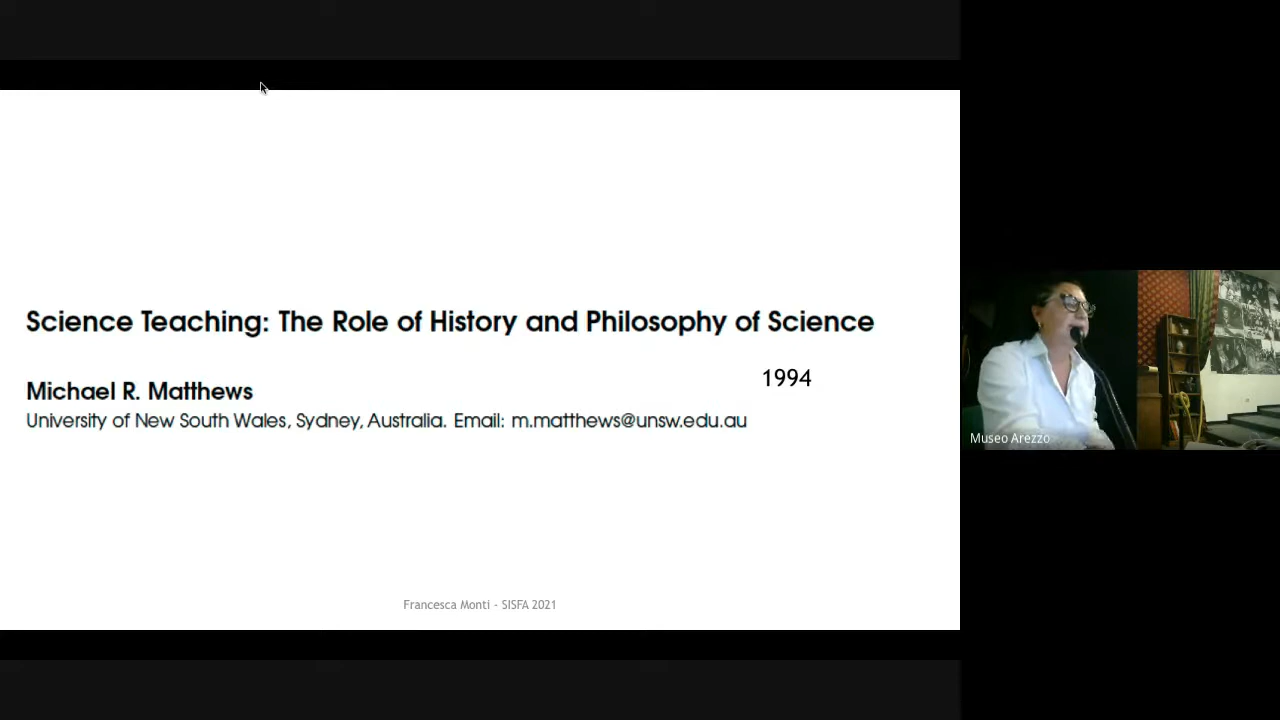 Science Teaching: The Role of History and Philosophy of Science
1994
Michael R. Matthews
University of New South Wales, Sydney, Australia. Email: m.matthews@unsw.edu.au
Museo Arezzo
Francesca Monti - SISFA 2021